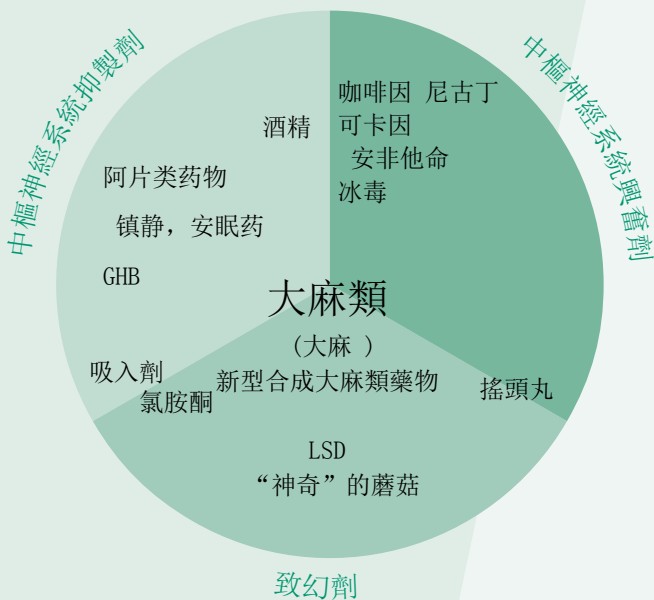 中樞神經系統抑製劑
中樞神經系統興奮劑
咖啡因 尼古丁
可卡因
安非他命
冰毒
酒精
阿片类药物
镇静，安眠药
GHB
大麻類
(大麻 )
新型合成大麻類藥物
吸入劑
氯胺酮
搖頭丸
LSD
“神奇”的蘑菇
致幻劑